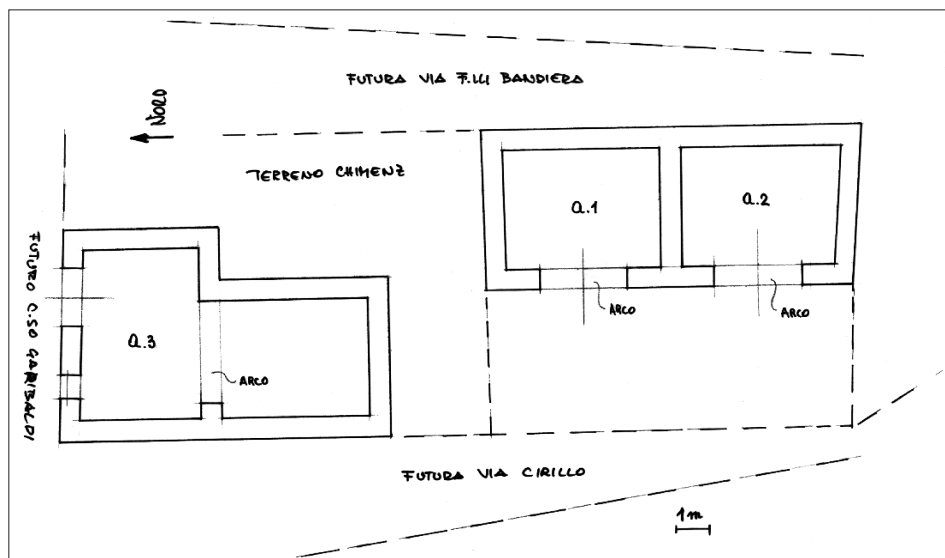 FUTURA VIA F.LLI BANDIERA
NORD
TERRENO CHIMENZ
a.1
a.2
ARCO
ARCO
FUTURO C.SO GARIBALDI
a.3
ARCO
FUTURA VIA CIRILLO
1m